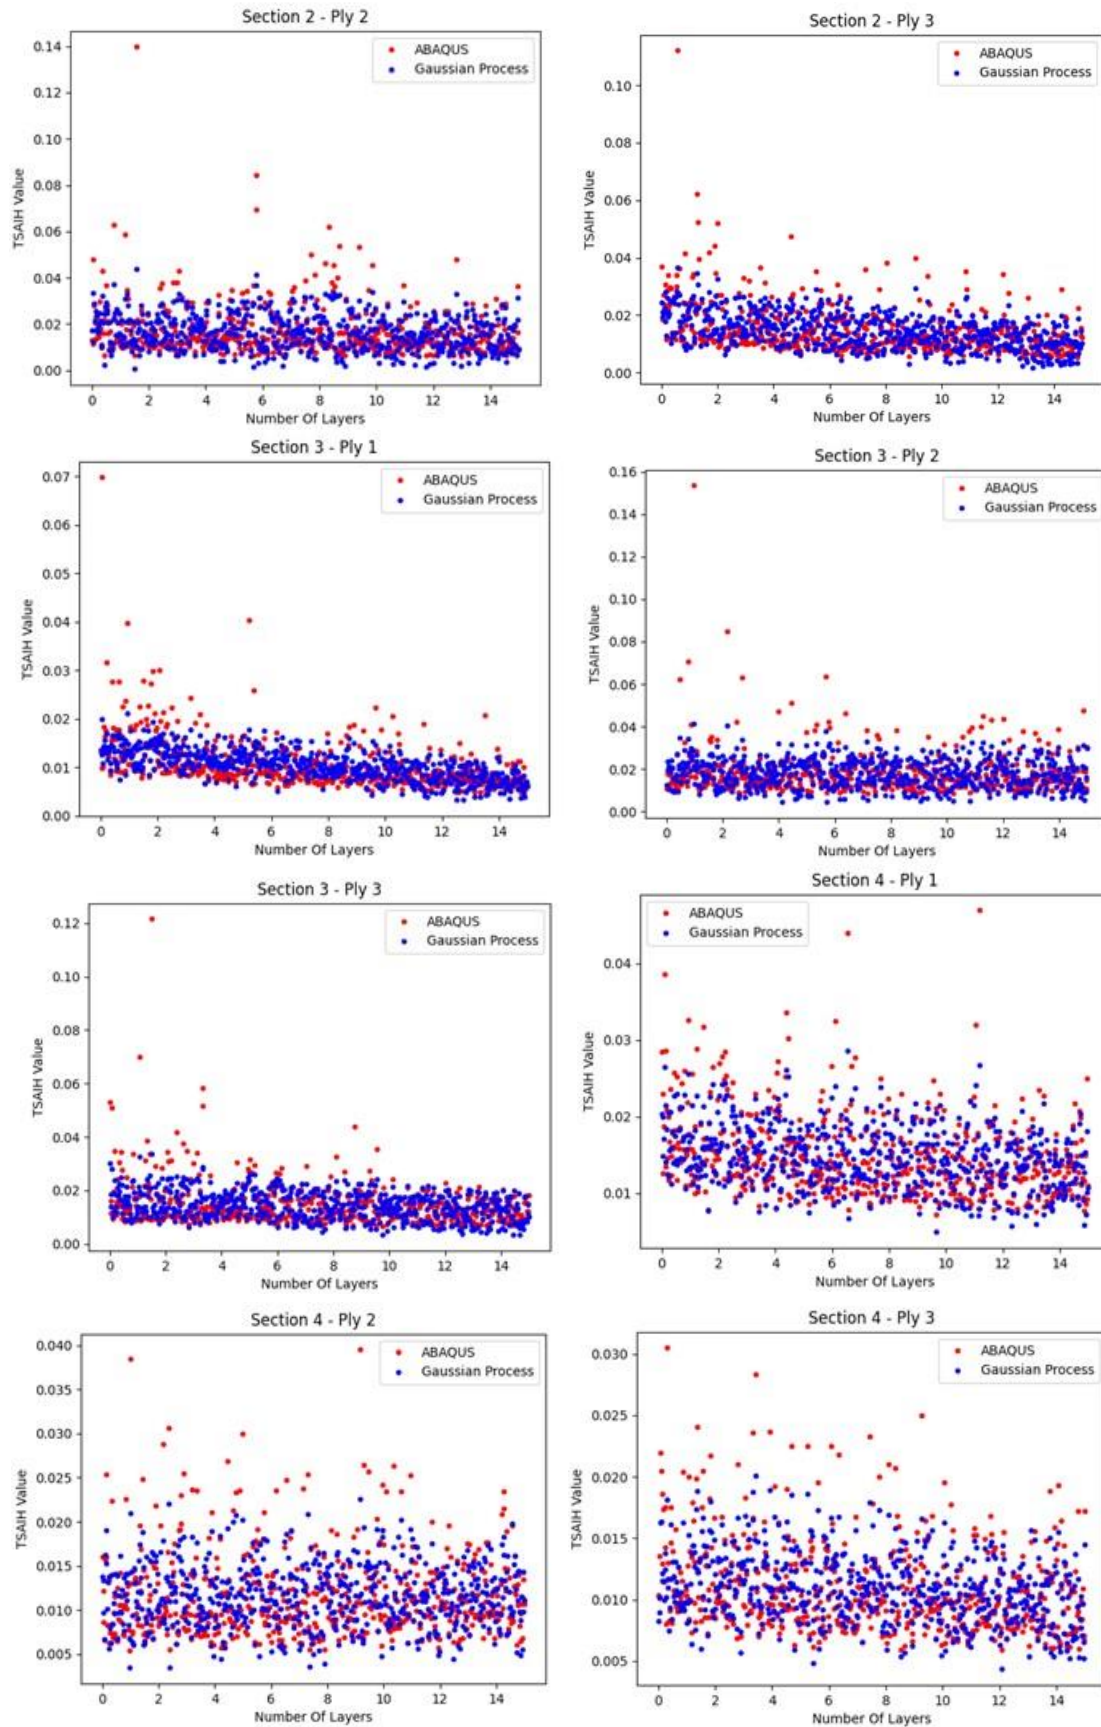 Section 2 - Ply 2
ABAQUS
Gaussian Process
0.14
0.12
0.10
0.08
0.06
0.04
0.02
0.00
TSAIH Value
0 2 4 6 8 10 12 14
Number Of Layers
Section 2 - Ply 3
ABAQUS
Gaussian Process
0.10
0.08
0.06
0.04
0.02
0.00
TSAIH Value
0 2 4 6 8 10 12 14
Number Of Layers
Section 3 - Ply 1
ABAQUS
Gaussian Process
0.07
0.06
0.05
0.04
0.03
0.02
0.01
0.00
TSAIH Value
0 2 4 6 8 10 12 14
Number Of Layers
Section 3 - Ply 2
ABAQUS
Gaussian Process
0.16
0.14
0.12
0.10
0.08
0.06
0.04
0.02
0.00
TSAIH Value
0 2 4 6 8 10 12 14
Number Of Layers
Section 3 - Ply 3
ABAQUS
Gaussian Process
0.12
0.10
0.08
0.06
0.04
0.02
0.00
TSAIH Value
0 2 4 6 8 10 12 14
Number Of Layers
Section 4 - Ply 1
ABAQUS
Gaussian Process
0.04
0.03
0.02
0.01
TSAIH Value
0 2 4 6 8 10 12 14
Number Of Layers
Section 4 - Ply 2
ABAQUS
Gaussian Process
0.040
0.035
0.030
0.025
0.020
0.015
0.010
0.005
TSAIH Value
0 2 4 6 8 10 12 14
Number Of Layers
Section 4 - Ply 3
ABAQUS
Gaussian Process
0.030
0.025
0.020
0.015
0.010
0.005
TSAIH Value
0 2 4 6 8 10 12 14
Number Of Layers